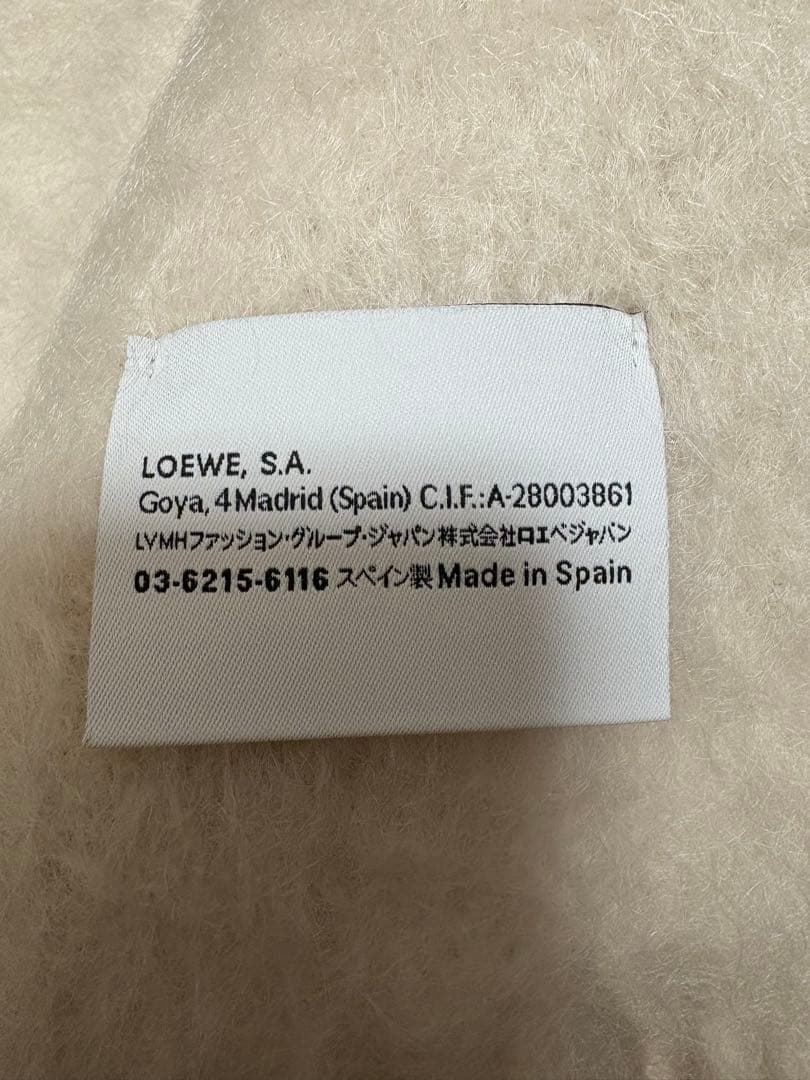 LOEWE, S.A.
Goya, 4 Madrid (Spain) C.I.F.:A-28003861
LVMHファッション・グループ・ジャパン株式会社ロエベジャパン
03-6215-6116 スペイン製 Made in Spain